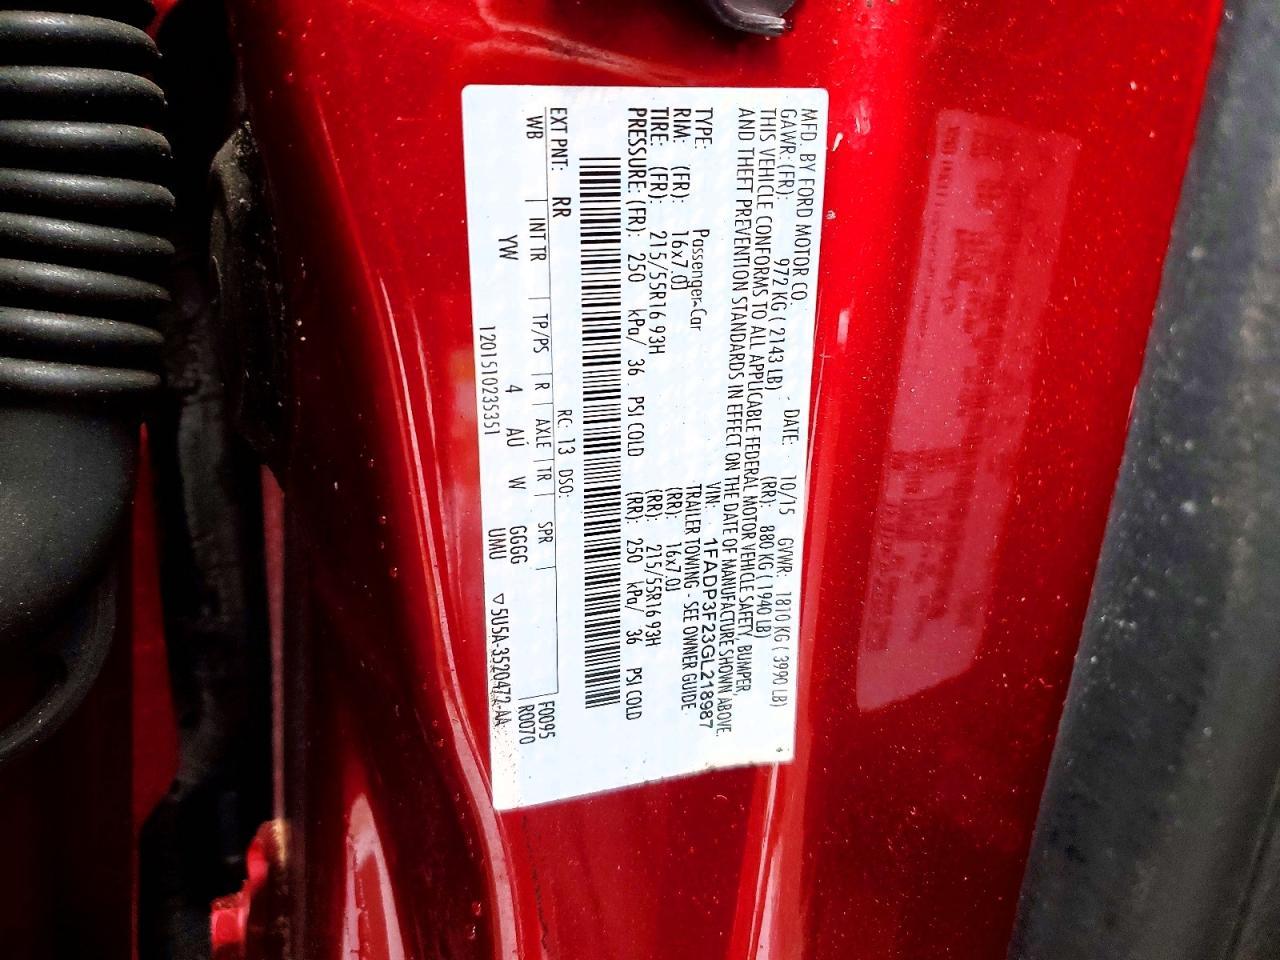 MFD. BY FORD MOTOR CO.
DATE: 10/15 GVWR: 1810 KG ( 3990 LB)
GAWR: (FR): 972 KG ( 2143 LB) (RR): 880 KG ( 1940 LB)
THIS VEHICLE CONFORMS TO ALL APPLICABLE FEDERAL MOTOR VEHICLE SAFETY, BUMPER,
AND THEFT PREVENTION STANDARDS IN EFFECT ON THE DATE OF MANUFACTURE SHOWN ABOVE.
VIN: 1FADP3F23GL218987
TYPE: Passenger Car TRAILER TOWING - SEE OWNER GUIDE
RIM: (FR): 16x7.0J (RR): 16x7.0J
TIRE: (FR): 215/55R16 93H (RR): 215/55R16 93H
PRESSURE: (FR): 250 kPa/ 36 PSI COLD (RR): 250 kPa/ 36 PSI COLD
EXT PNT: RR RC: 13 DSO: F0095
WB INT TR TP/PS R AXLE TR SPR R0070
YW 4 AU W GGGG
UMU
1201510235351 ▽5U5A-3520472-AA